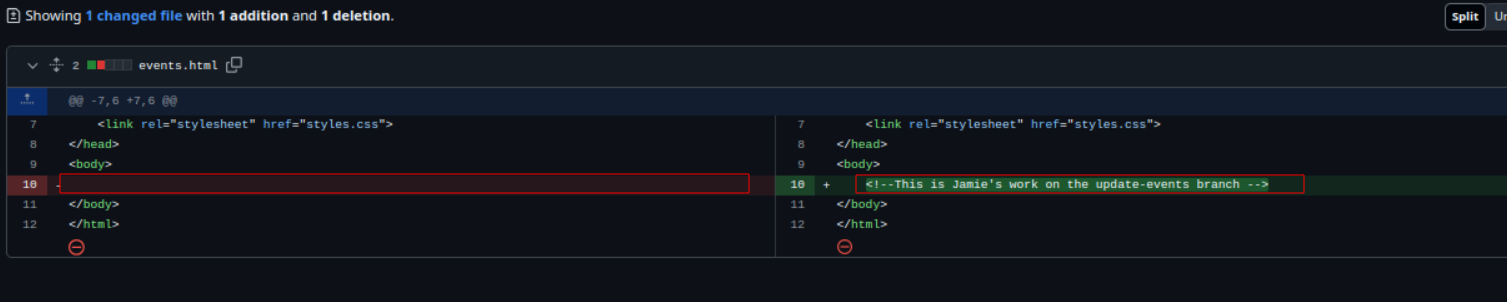 Showing 1 changed file with 1 addition and 1 deletion.
Split
2 events.html
@@ -7,6 +7,6 @@
7 <link rel="stylesheet" href="styles.css">
8 </head>
9 <body>
10 -
11 </body>
12 </html>
7 <link rel="stylesheet" href="styles.css">
8 </head>
9 <body>
10 + <!--This is Jamie's work on the update-events branch -->
11 </body>
12 </html>